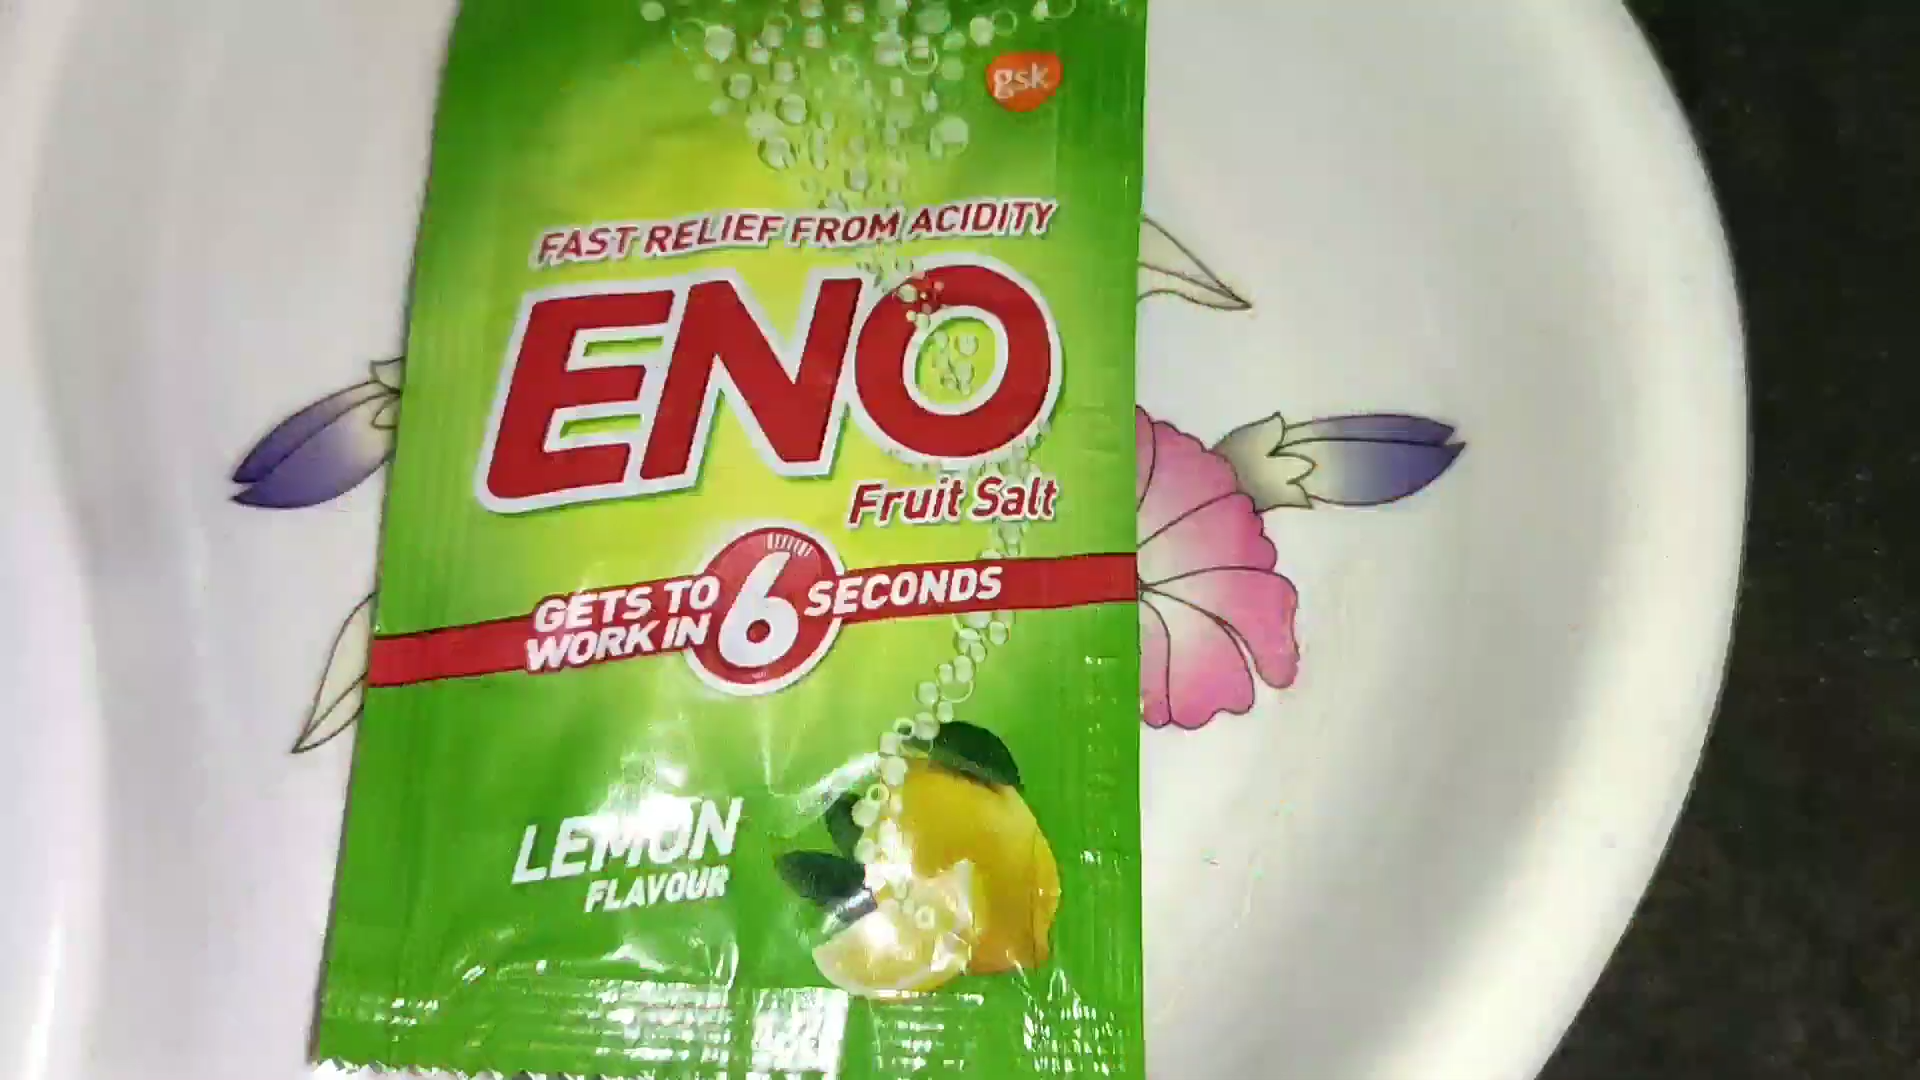 gsk
FAST RELIEF FROM ACIDITY
ENO
Fruit Salt
GETS TO
WORK IN 6 SECONDS
LEMON
FLAVOUR